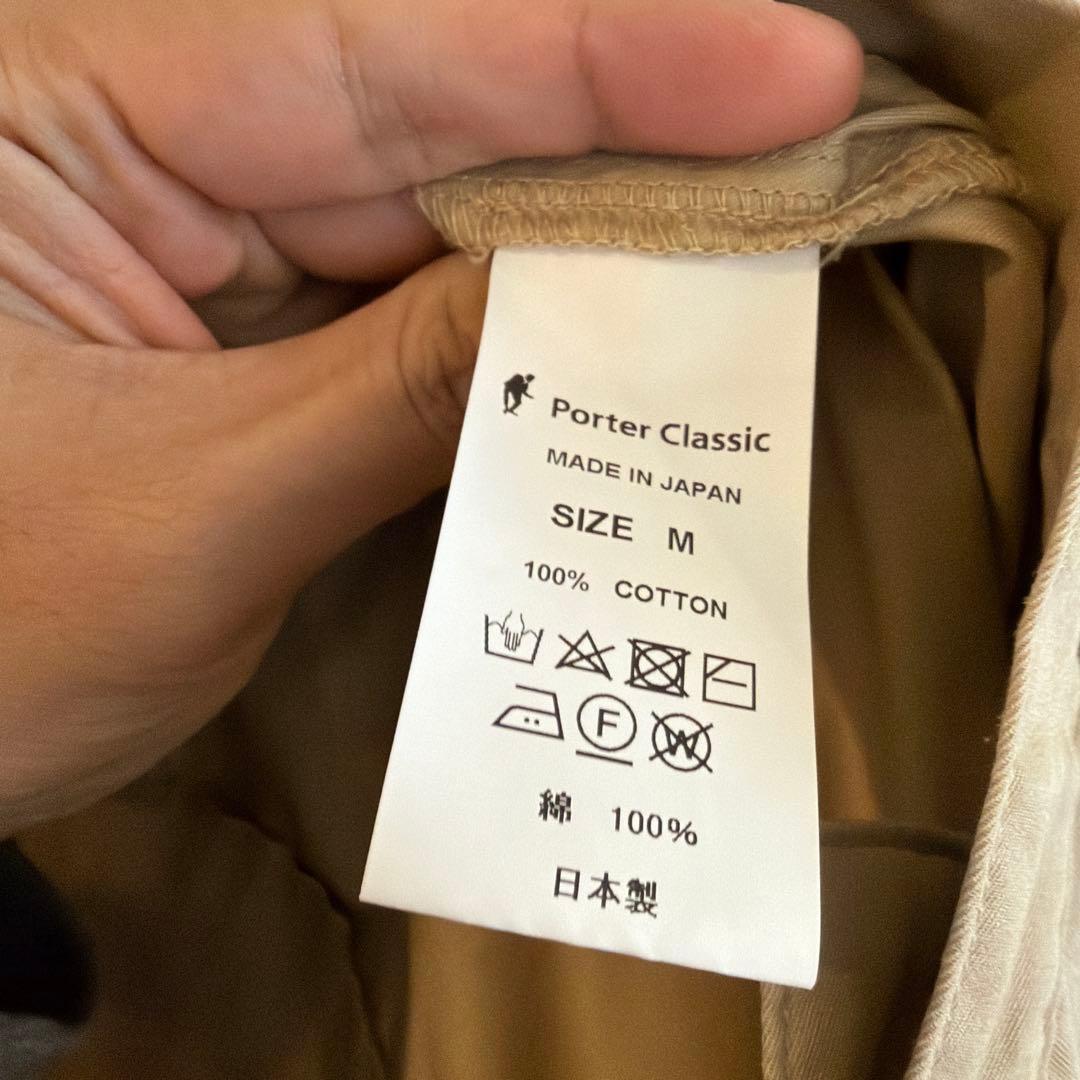 Porter Classic
MADE IN JAPAN
SIZE M
100% COTTON
F W
綿 100%
日本製